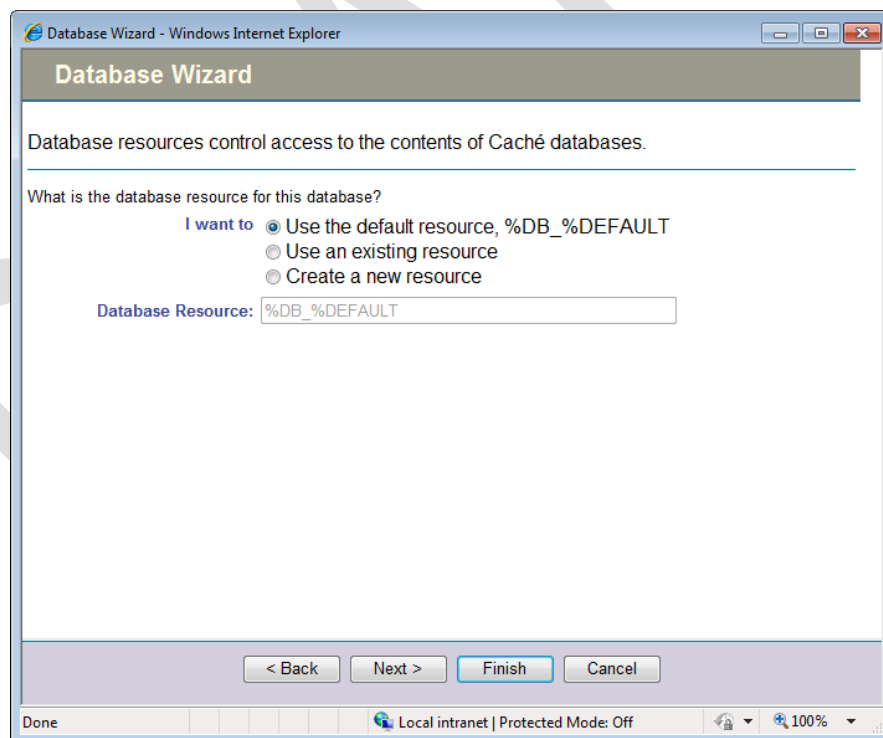 Database Wizard - Windows Internet Explorer
Database Wizard
Database resources control access to the contents of Caché databases.
What is the database resource for this database?
I want to Use the default resource, %DB_%DEFAULT
Use an existing resource
Create a new resource
Database Resource: %DB_%DEFAULT
< Back Next > Finish Cancel
Done Local intranet | Protected Mode: Off 100%